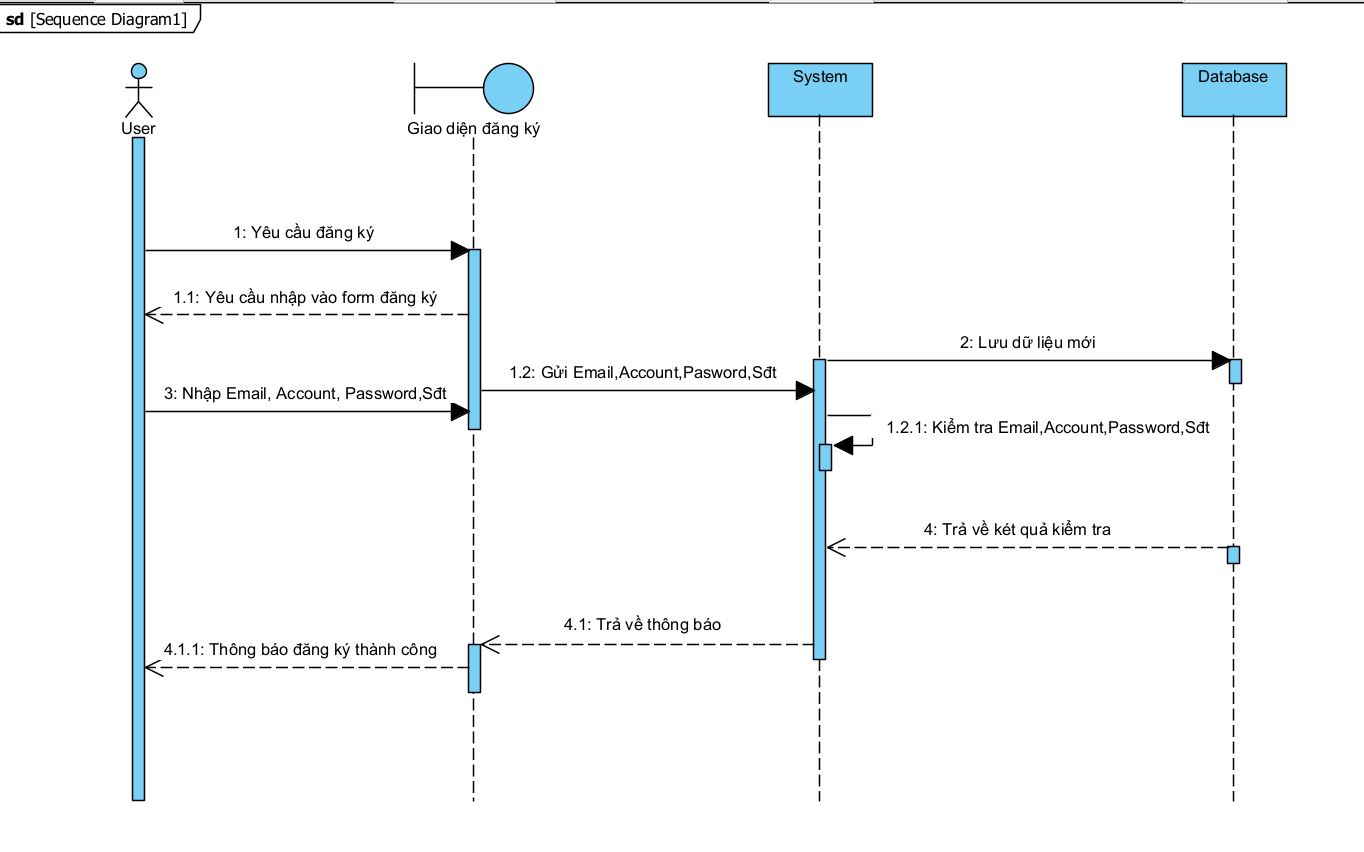 sd [Sequence Diagram1]
User
Giao diện đăng ký
System
Database
1: Yêu cầu đăng ký
1.1: Yêu cầu nhập vào form đăng ký
2: Lưu dữ liệu mới
1.2: Gửi Email,Account,Pasword,Sđt
3: Nhập Email, Account, Password,Sđt
1.2.1: Kiểm tra Email,Account,Password,Sđt
4: Trả về két quả kiểm tra
4.1: Trả về thông báo
4.1.1: Thông báo đăng ký thành công